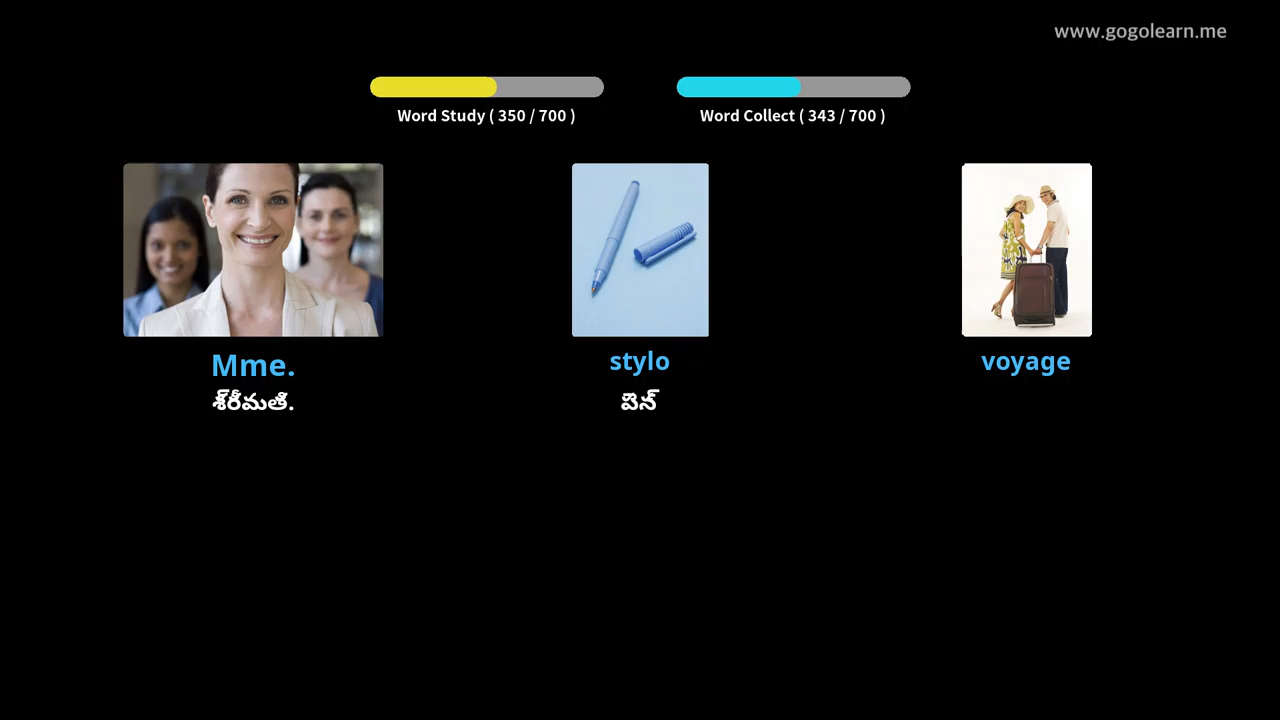 www.gogolearn.me
Word Study ( 350 / 700 )
Word Collect ( 343 / 700 )
Mme.
stylo
voyage
శ్రీమతి.
పెన్